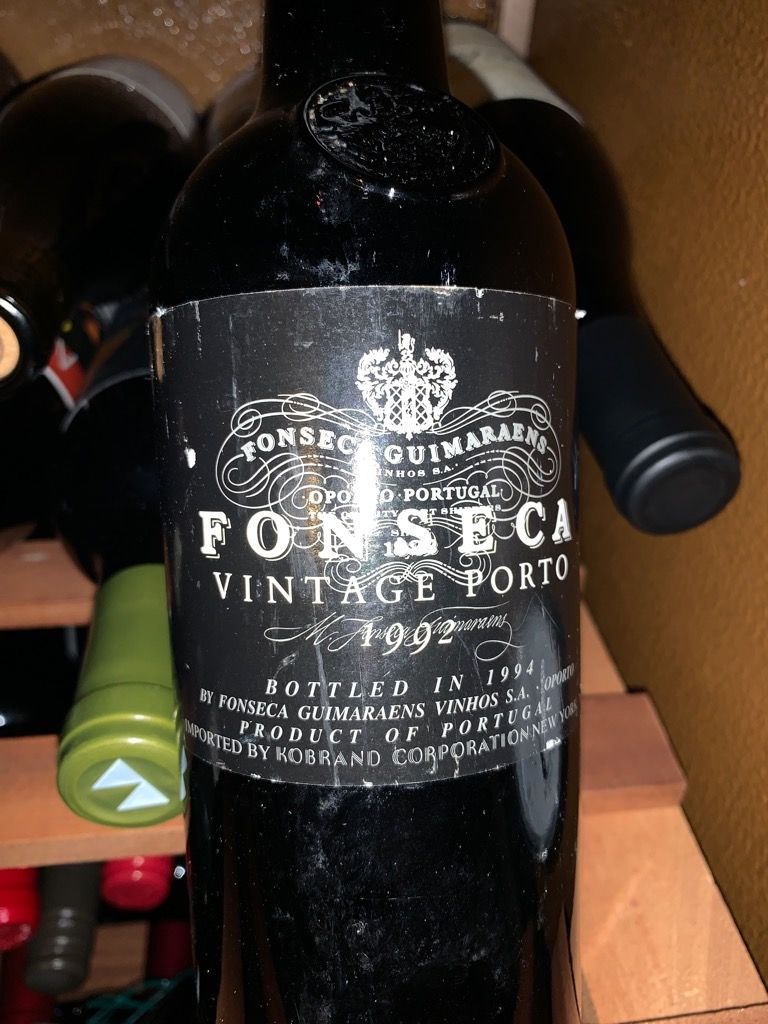 FONSECA GUIMARAENS
VINHOS S.A.
OPORTO PORTUGAL
FONSECA
VINTAGE PORTO
1992
BOTTLED IN 1994
BY FONSECA GUIMARAENS VINHOS S.A. OPORTO
PRODUCT OF PORTUGAL
IMPORTED BY KOBRAND CORPORATION NEW YORK